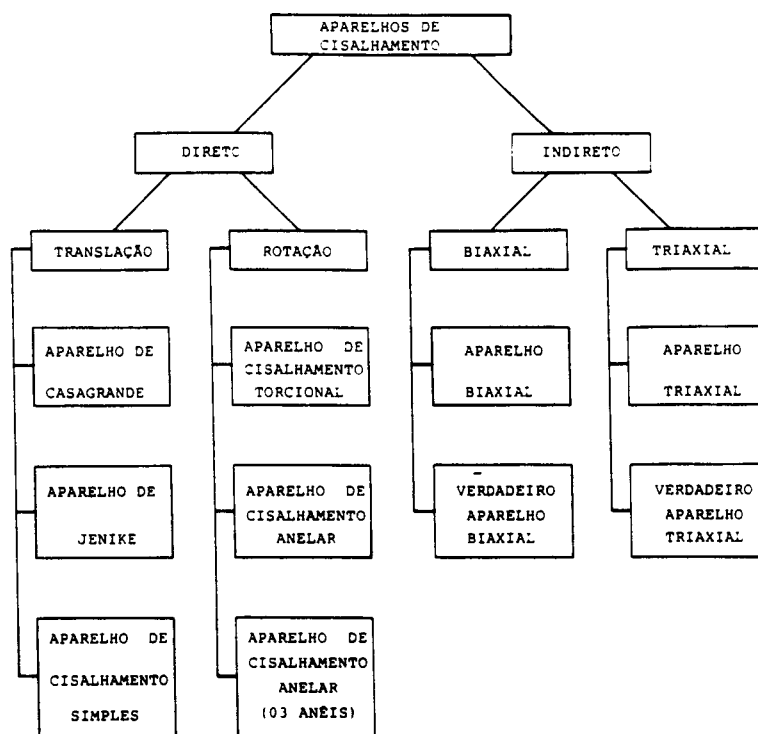 APARELHOS DE
CISALHAMENTO
DIRETO
INDIRETO
TRANSLAÇÃO
ROTAÇÃO
BIAXIAL
TRIAXIAL
APARELHO DE
CASAGRANDE
APARELHO DE
CISALHAMENTO
TORCIONAL
APARELHO
BIAXIAL
APARELHO
TRIAXIAL
APARELHO DE
JENIKE
APARELHO DE
CISALHAMENTO
ANELAR
VERDADEIRO
APARELHO
BIAXIAL
VERDADEIRO
APARELHO
TRIAXIAL
APARELHO DE
CISALHAMENTO
SIMPLES
APARELHO DE
CISALHAMENTO
ANELAR
(03 ANÉIS)